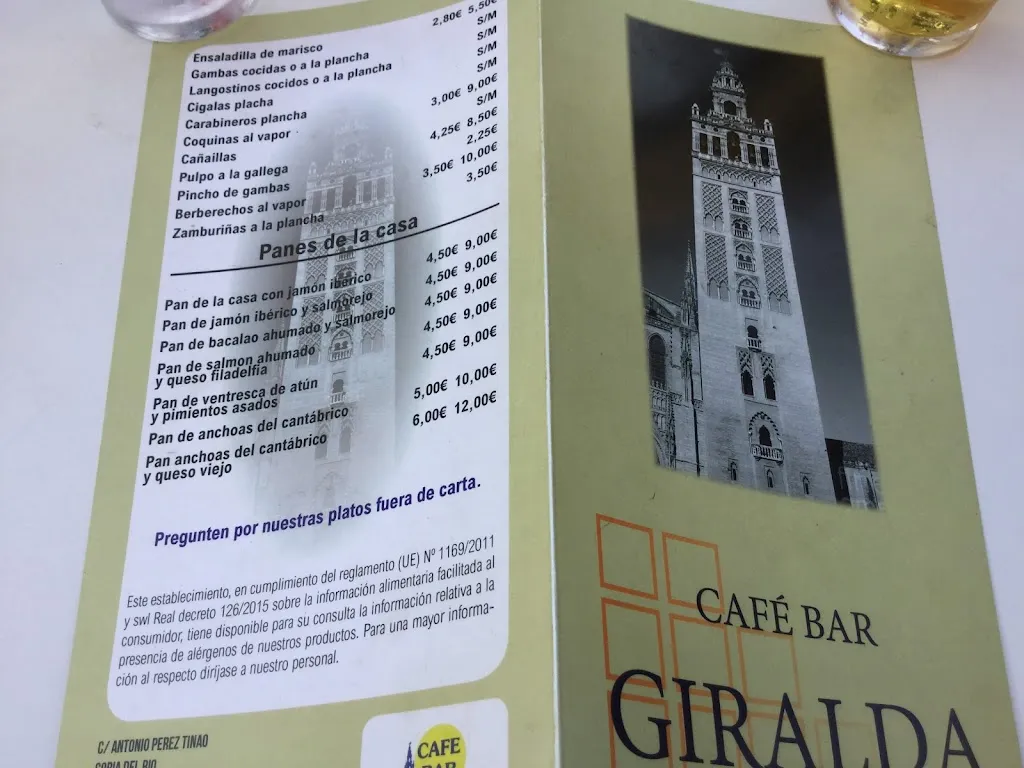 Ensaladilla de marisco 2,80€ 5,50€
Gambas cocidas o a la plancha S/M
Langostinos cocidos o a la plancha S/M
Cigalas placha S/M
Carabineros plancha S/M
Coquinas al vapor 3,00€ 9,00€
Cañaillas S/M
Pulpo a la gallega 4,25€ 8,50€
Pincho de gambas 2,25€
Berberechos al vapor 3,50€ 10,00€
Zamburiñas a la plancha 3,50€
Panes de la casa
Pan de la casa con jamón ibérico 4,50€ 9,00€
Pan de jamón ibérico y salmorejo 4,50€ 9,00€
Pan de bacalao ahumado y salmorejo 4,50€ 9,00€
Pan de salmon ahumado
y queso filadelfia 4,50€ 9,00€
Pan de ventresca de atún
y pimientos asados 4,50€ 9,00€
Pan de anchoas del cantábrico 5,00€ 10,00€
Pan anchoas del cantábrico
y queso viejo 6,00€ 12,00€
Pregunten por nuestras platos fuera de carta.
Este establecimiento, en cumplimiento del reglamento (UE) Nº 1169/2011
y swl Real decreto 126/2015 sobre la información alimentaria facilitada al
consumidor, tiene disponible para su consulta la información relativa a la
presencia de alérgenos de nuestros productos. Para una mayor informa-
ción al respecto diríjase a nuestro personal.
C/ ANTONIO PEREZ TINAO
CORIA DEL RIO
CAFE
BAR
CAFÉ BAR
GIRALDA